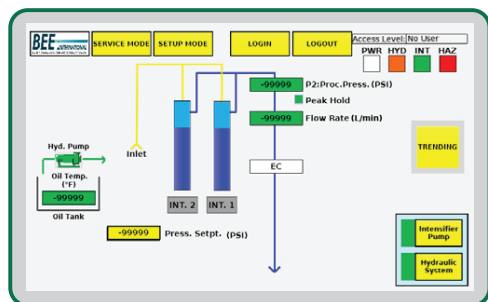 BEE
INTERNATIONAL
SERVICE MODE
SETUP MODE
LOGIN
LOGOUT
Access Level: No User
PWR HYD INT HAZ
-99999 P2:Proc.Press. (PSI)
Peak Hold
-99999 Flow Rate (L/min)
Hyd. Pump
Inlet
TRENDING
EC
Oil Temp.
(°F)
-99999
Oil Tank
INT. 2
INT. 1
-99999 Press. Setpt. (PSI)
Intensifier
Pump
Hydraulic
System